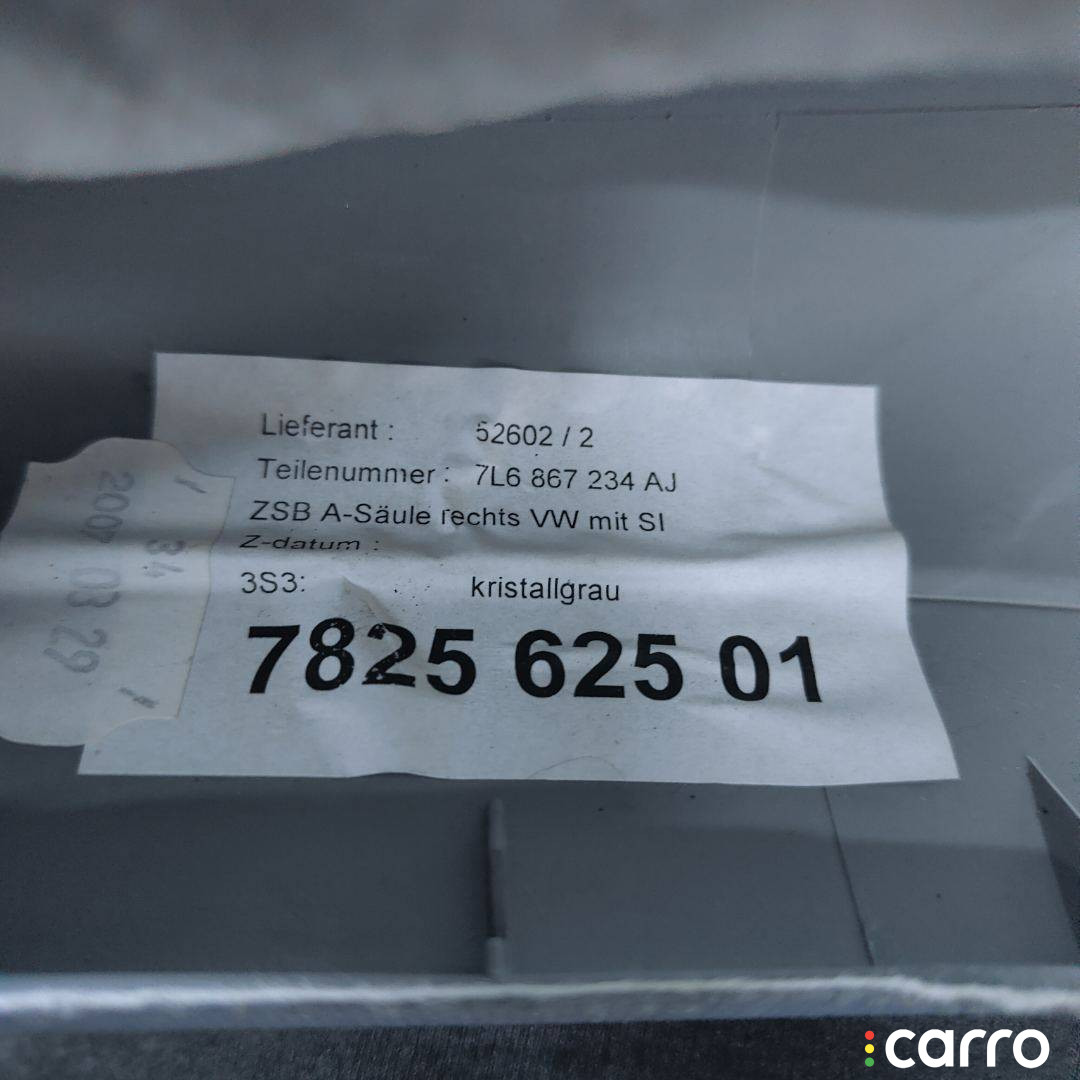 Lieferant : 52602 / 2
Teilenummer : 7L6 867 234 AJ
ZSB A-Säule rechts VW mit SI
Z-datum :
3S3: kristallgrau
7825 625 01
34
2007 03 29
carro